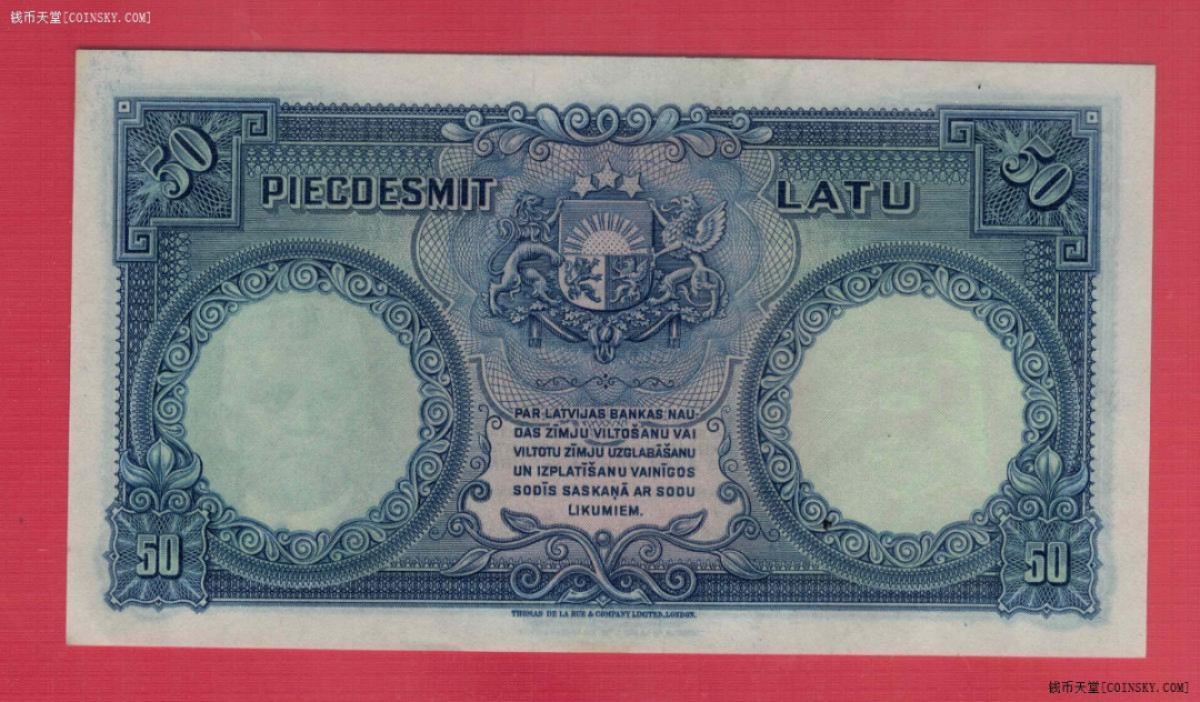 钱币天堂[COINSKY.COM]
50
50
PIECDESMIT LATU
PAR LATVIJAS BANKAS NAU-
DAS ZĪMJU VILTOŠANU VAI
VILTOTU ZĪMJU UZGLABĀŠANU
UN IZPLATĪŠANU VAINĪGOS
SODĪS SASKAŅĀ AR SODU
LIKUMIEM.
50
50
THOMAS DE LA RUE & COMPANY LIMITED, LONDON.
钱币天堂[COINSKY.COM]